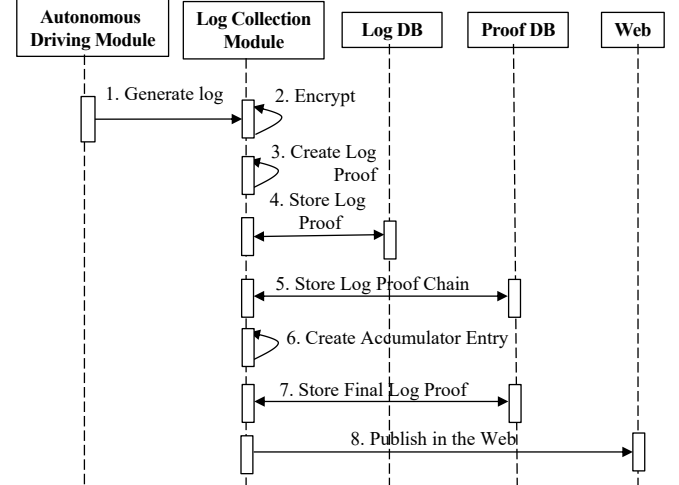 Autonomous
Driving Module
Log Collection
Module
Log DB
Proof DB
Web
1. Generate log
2. Encrypt
3. Create Log
Proof
4. Store Log
Proof
5. Store Log Proof Chain
6. Create Accumulator Entry
7. Store Final Log Proof
8. Publish in the Web